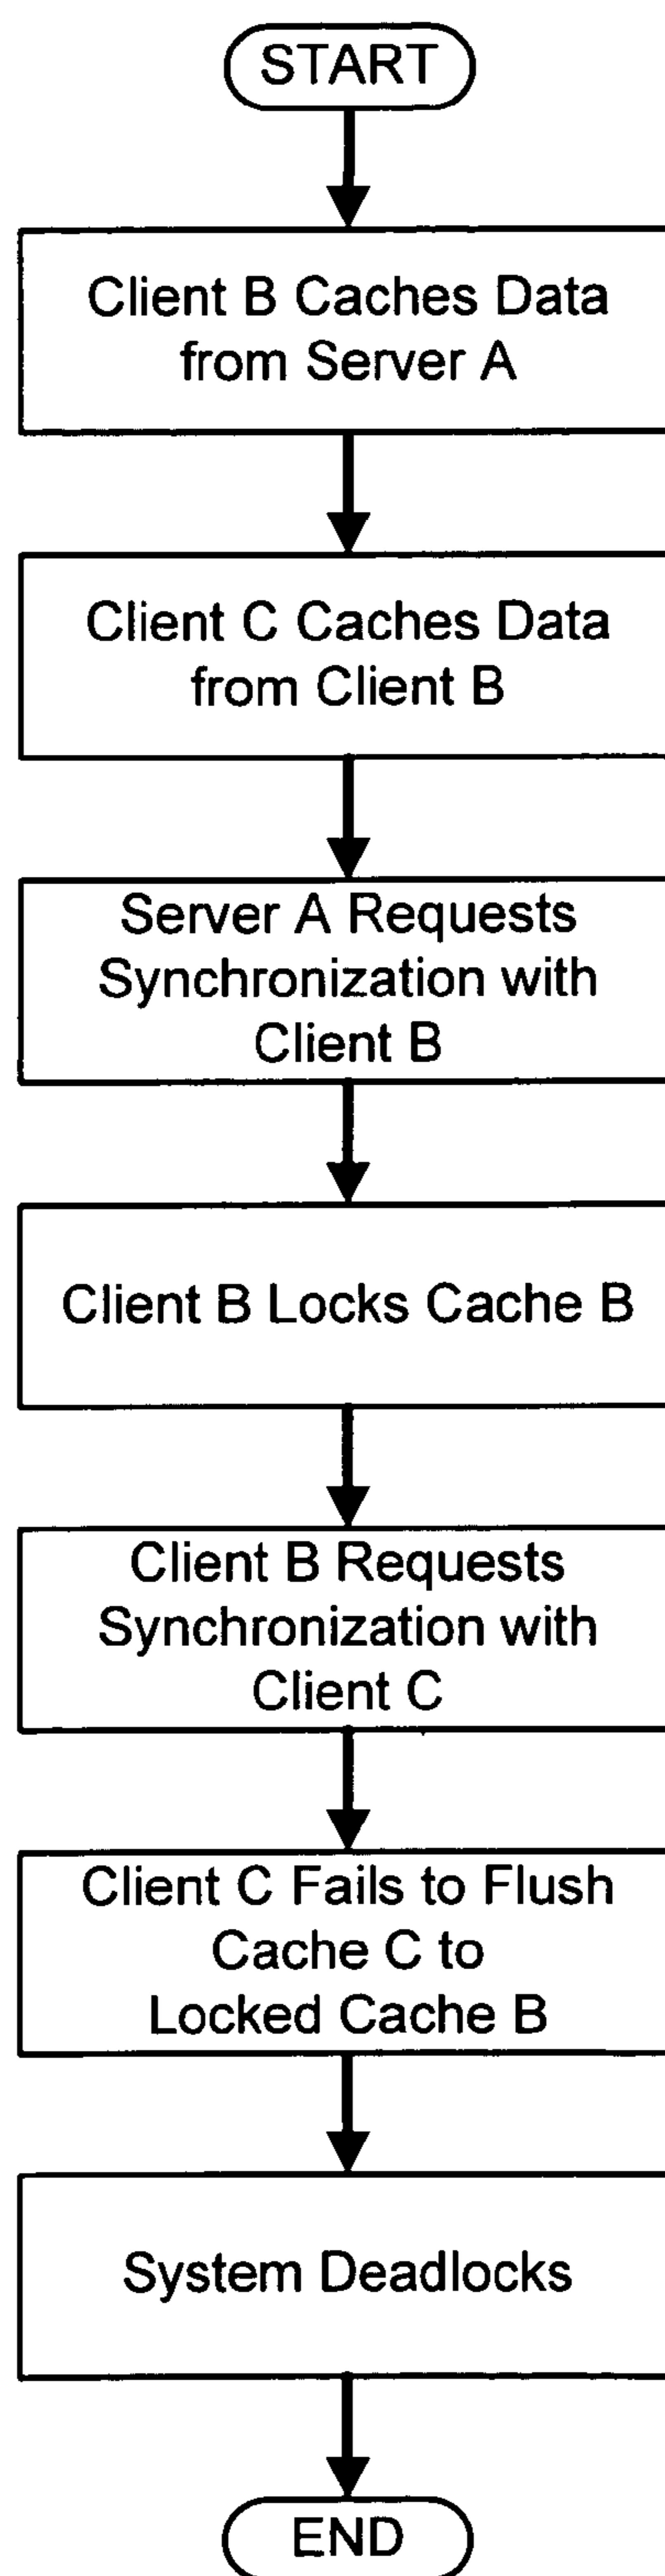 START
Client B Caches Data
from Server A
Client C Caches Data
from Client B
Server A Requests
Synchronization with
Client B
Client B Locks Cache B
Client B Requests
Synchronization with
Client C
Client C Fails to Flush
Cache C to
Locked Cache B
System Deadlocks
END